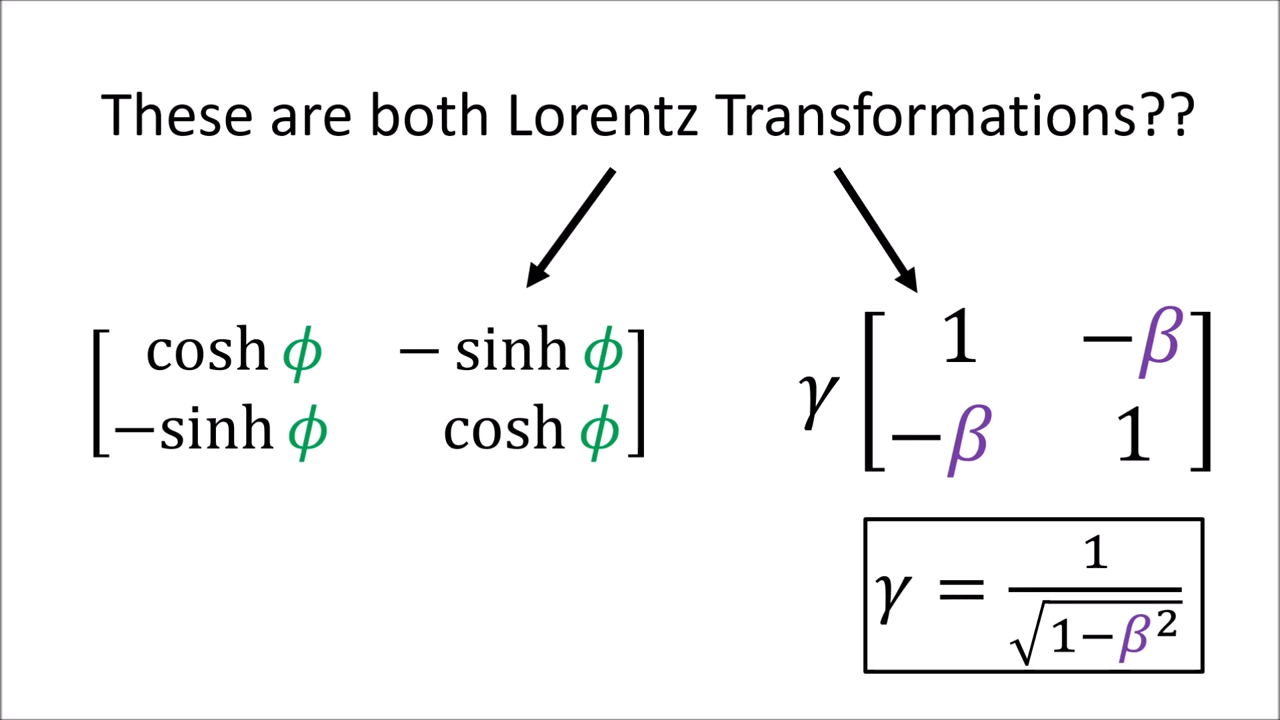 These are both Lorentz Transformations??
[ cosh ϕ − sinh ϕ ]
[ −sinh ϕ cosh ϕ ]
γ [ 1 −β ]
[ −β 1 ]
γ = 1 / √(1−β²)